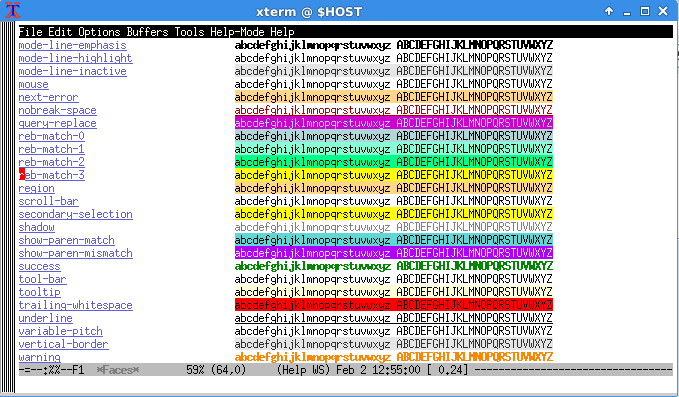 xterm @ $HOST
File Edit Options Buffers Tools Help-Mode Help
mode-line-emphasis abcdefghijklmnopqrstuvwxyz ABCDEFGHIJKLMNOPQRSTUVWXYZ
mode-line-highlight abcdefghijklmnopqrstuvwxyz ABCDEFGHIJKLMNOPQRSTUVWXYZ
mode-line-inactive abcdefghijklmnopqrstuvwxyz ABCDEFGHIJKLMNOPQRSTUVWXYZ
mouse abcdefghijklmnopqrstuvwxyz ABCDEFGHIJKLMNOPQRSTUVWXYZ
next-error abcdefghijklmnopqrstuvwxyz ABCDEFGHIJKLMNOPQRSTUVWXYZ
nobreak-space abcdefghijklmnopqrstuvwxyz ABCDEFGHIJKLMNOPQRSTUVWXYZ
query-replace abcdefghijklmnopqrstuvwxyz ABCDEFGHIJKLMNOPQRSTUVWXYZ
reb-match-0 abcdefghijklmnopqrstuvwxyz ABCDEFGHIJKLMNOPQRSTUVWXYZ
reb-match-1 abcdefghijklmnopqrstuvwxyz ABCDEFGHIJKLMNOPQRSTUVWXYZ
reb-match-2 abcdefghijklmnopqrstuvwxyz ABCDEFGHIJKLMNOPQRSTUVWXYZ
reb-match-3 abcdefghijklmnopqrstuvwxyz ABCDEFGHIJKLMNOPQRSTUVWXYZ
region abcdefghijklmnopqrstuvwxyz ABCDEFGHIJKLMNOPQRSTUVWXYZ
scroll-bar abcdefghijklmnopqrstuvwxyz ABCDEFGHIJKLMNOPQRSTUVWXYZ
secondary-selection abcdefghijklmnopqrstuvwxyz ABCDEFGHIJKLMNOPQRSTUVWXYZ
shadow abcdefghijklmnopqrstuvwxyz ABCDEFGHIJKLMNOPQRSTUVWXYZ
show-paren-match abcdefghijklmnopqrstuvwxyz ABCDEFGHIJKLMNOPQRSTUVWXYZ
show-paren-mismatch abcdefghijklmnopqrstuvwxyz ABCDEFGHIJKLMNOPQRSTUVWXYZ
success abcdefghijklmnopqrstuvwxyz ABCDEFGHIJKLMNOPQRSTUVWXYZ
tool-bar abcdefghijklmnopqrstuvwxyz ABCDEFGHIJKLMNOPQRSTUVWXYZ
tooltip abcdefghijklmnopqrstuvwxyz ABCDEFGHIJKLMNOPQRSTUVWXYZ
trailing-whitespace abcdefghijklmnopqrstuvwxyz ABCDEFGHIJKLMNOPQRSTUVWXYZ
underline abcdefghijklmnopqrstuvwxyz ABCDEFGHIJKLMNOPQRSTUVWXYZ
variable-pitch abcdefghijklmnopqrstuvwxyz ABCDEFGHIJKLMNOPQRSTUVWXYZ
vertical-border abcdefghijklmnopqrstuvwxyz ABCDEFGHIJKLMNOPQRSTUVWXYZ
warning abcdefghijklmnopqrstuvwxyz ABCDEFGHIJKLMNOPQRSTUVWXYZ
-=--:%%--F1 *Faces* 59% (64,0) (Help WS) Feb 2 12:55:00 [ 0,24] ---------------------------------